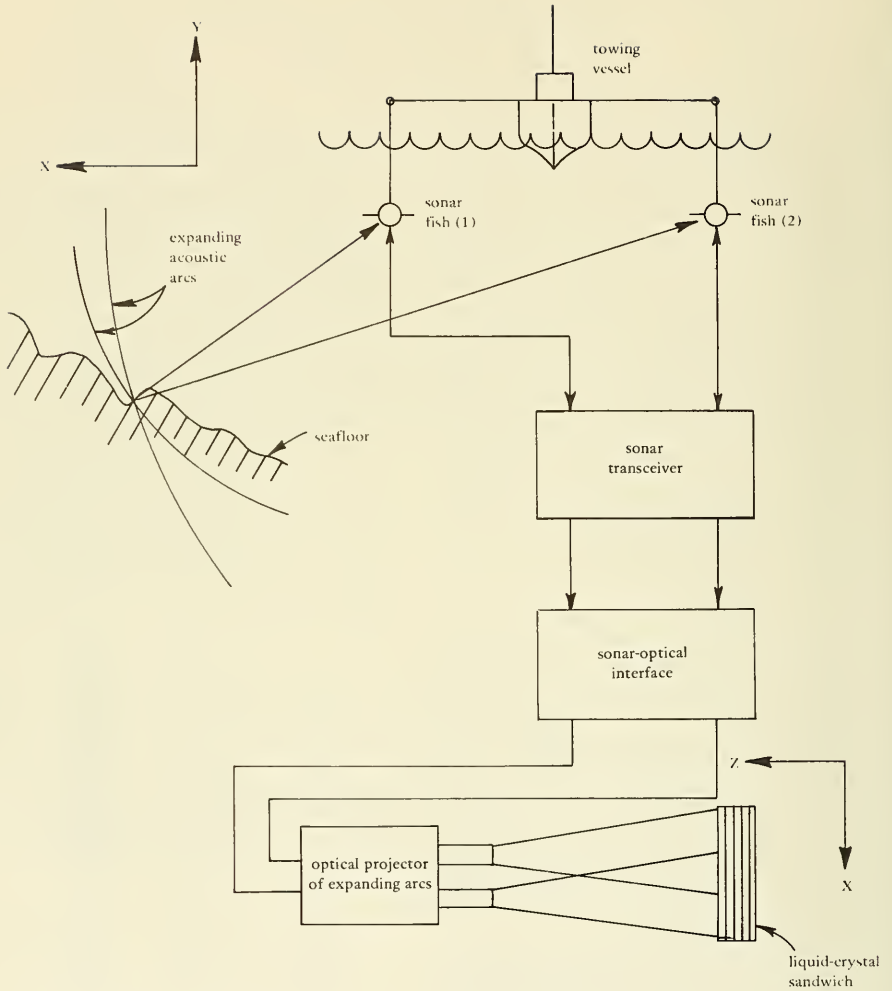 Y
X
towing
vessel
sonar
fish (1)
sonar
fish (2)
expanding
acoustic
arcs
seafloor
sonar
transceiver
sonar-optical
interface
Z
X
optical projector
of expanding arcs
liquid-crystal
sandwich